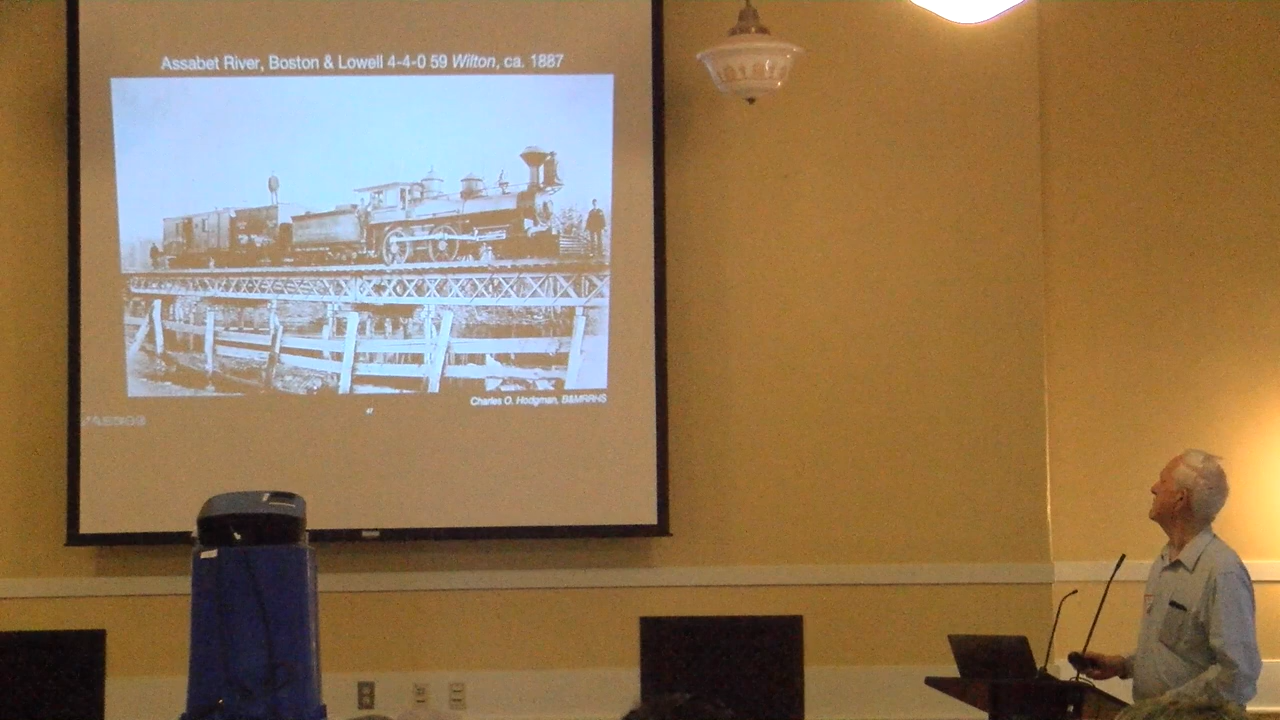 Assabet River, Boston & Lowell 4-4-0 59 Wilton, ca. 1887
Charles O. Hodgman, B&MRRHS